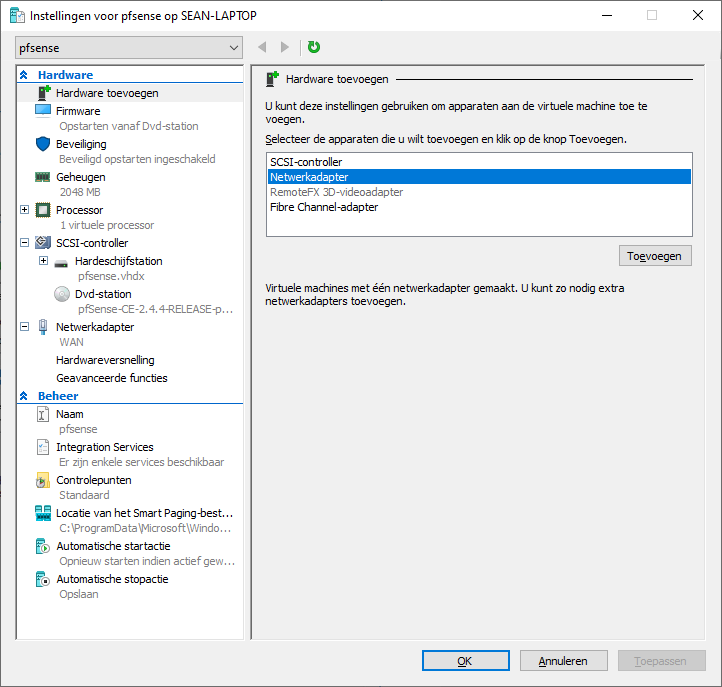 Instellingen voor pfsense op SEAN-LAPTOP
pfsense
Hardware
Hardware toevoegen
Firmware
Opstarten vanaf Dvd-station
Beveiliging
Beveiligd opstarten ingeschakeld
Geheugen
2048 MB
Processor
1 virtuele processor
SCSI-controller
Hardeschijfstation
pfsense.vhdx
Dvd-station
pfSense-CE-2.4.4-RELEASE-p...
Netwerkadapter
WAN
Hardwareversnelling
Geavanceerde functies
Beheer
Naam
pfsense
Integration Services
Er zijn enkele services beschikbaar
Controlepunten
Standaard
Locatie van het Smart Paging-best...
C:\ProgramData\Microsoft\Windo...
Automatische startactie
Opnieuw starten indien actief gew...
Automatische stopactie
Opslaan
Hardware toevoegen
U kunt deze instellingen gebruiken om apparaten aan de virtuele machine toe te
voegen.
Selecteer de apparaten die u wilt toevoegen en klik op de knop Toevoegen.
SCSI-controller
Netwerkadapter
RemoteFX 3D-videoadapter
Fibre Channel-adapter
Toevoegen
Virtuele machines met één netwerkadapter gemaakt. U kunt zo nodig extra
netwerkadapters toevoegen.
OK
Annuleren
Toepassen